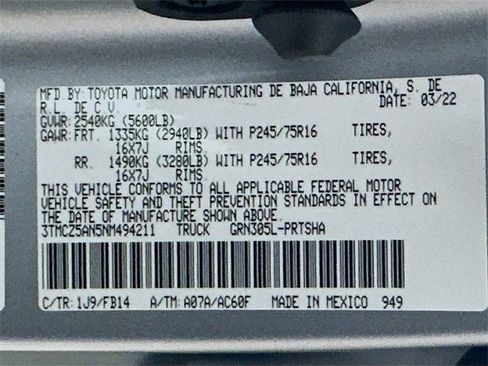 MFD BY: TOYOTA MOTOR MANUFACTURING DE BAJA CALIFORNIA, S. DE
R.L. DE C.V. DATE: 03/22
GVWR: 2540KG (5600LB)
GAWR: FRT. 1335KG (2940LB) WITH P245/75R16 TIRES,
16X7J RIMS.
RR. 1490KG (3280LB) WITH P245/75R16 TIRES,
16X7J RIMS.
THIS VEHICLE CONFORMS TO ALL APPLICABLE FEDERAL MOTOR
VEHICLE SAFETY AND THEFT PREVENTION STANDARDS IN EFFECT ON
THE DATE OF MANUFACTURE SHOWN ABOVE.
3TMCZ5AN5NM494211 TRUCK GRN305L-PRTSHA
C/TR: 1J9/FB14 A/TM: A07A/AC60F MADE IN MEXICO 949